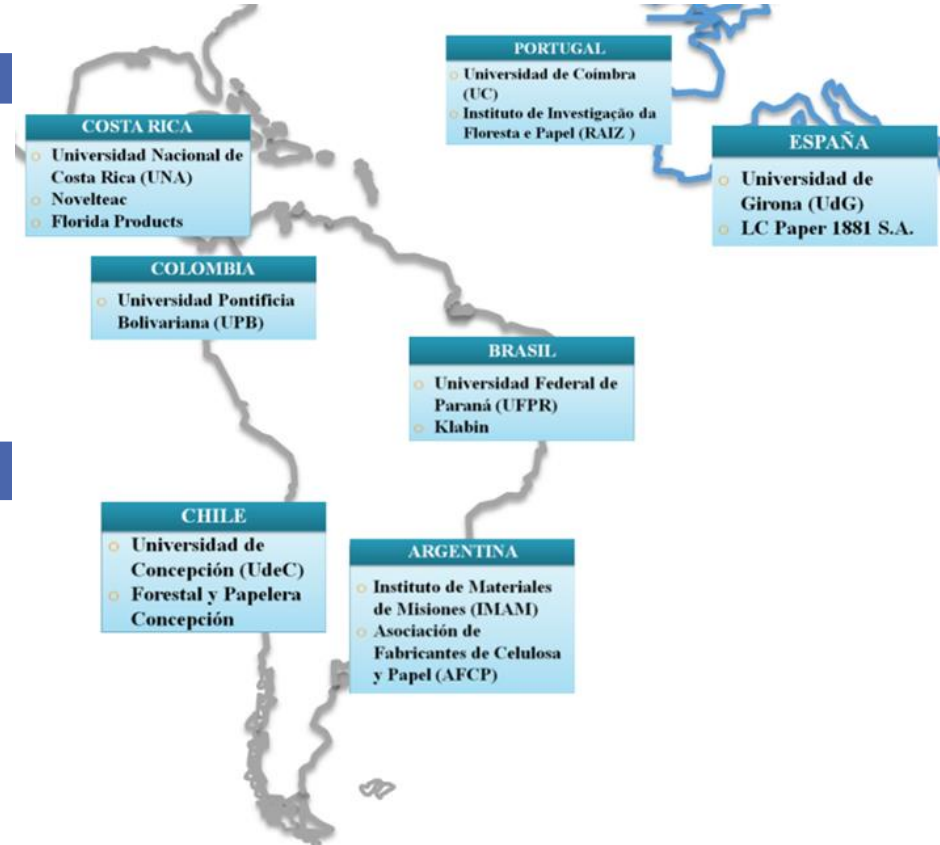 PORTUGAL
Universidad de Coímbra
(UC)
Instituto de Investigação da
Floresta e Papel (RAIZ )
ESPAÑA
Universidad de
Girona (UdG)
LC Paper 1881 S.A.
COSTA RICA
Universidad Nacional de
Costa Rica (UNA)
Novelteac
Florida Products
COLOMBIA
Universidad Pontificia
Bolivariana (UPB)
BRASIL
Universidad Federal de
Paraná (UFPR)
Klabin
CHILE
Universidad de
Concepción (UdeC)
Forestal y Papelera
Concepción
ARGENTINA
Instituto de Materiales
de Misiones (IMAM)
Asociación de
Fabricantes de Celulosa
y Papel (AFCP)